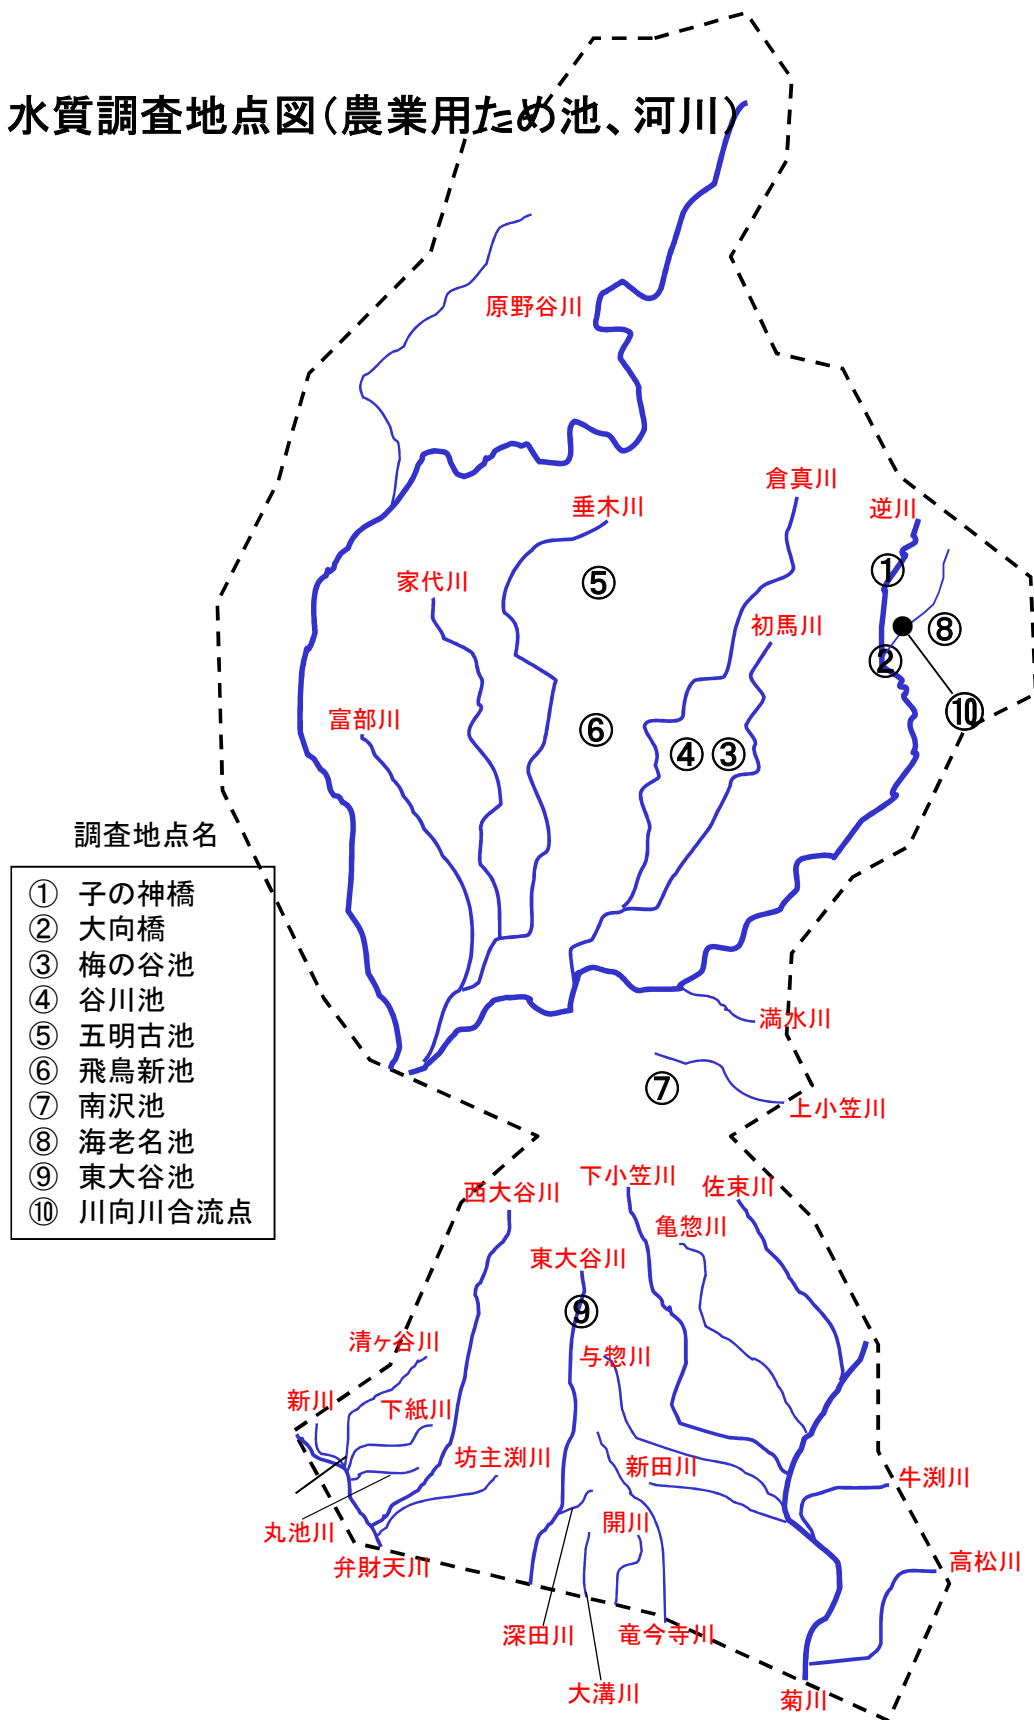 水質調査地点図(農業用ため池、河川)
原野谷川
倉真川
垂木川
逆川
①
家代川
⑤
初馬川
⑧
②
富部川
⑩
⑥
④
③
調査地点名
① 子の神橋
② 大向橋
③ 梅の谷池
④ 谷川池
⑤ 五明古池
⑥ 飛鳥新池
⑦ 南沢池
⑧ 海老名池
⑨ 東大谷池
⑩ 川向川合流点
満水川
⑦
上小笠川
下小笠川
佐束川
西大谷川
亀惣川
東大谷川
⑨
清ヶ谷川
与惣川
新川
下紙川
坊主渕川
新田川
牛渕川
丸池川
開川
弁財天川
高松川
深田川
竜今寺川
大溝川
菊川